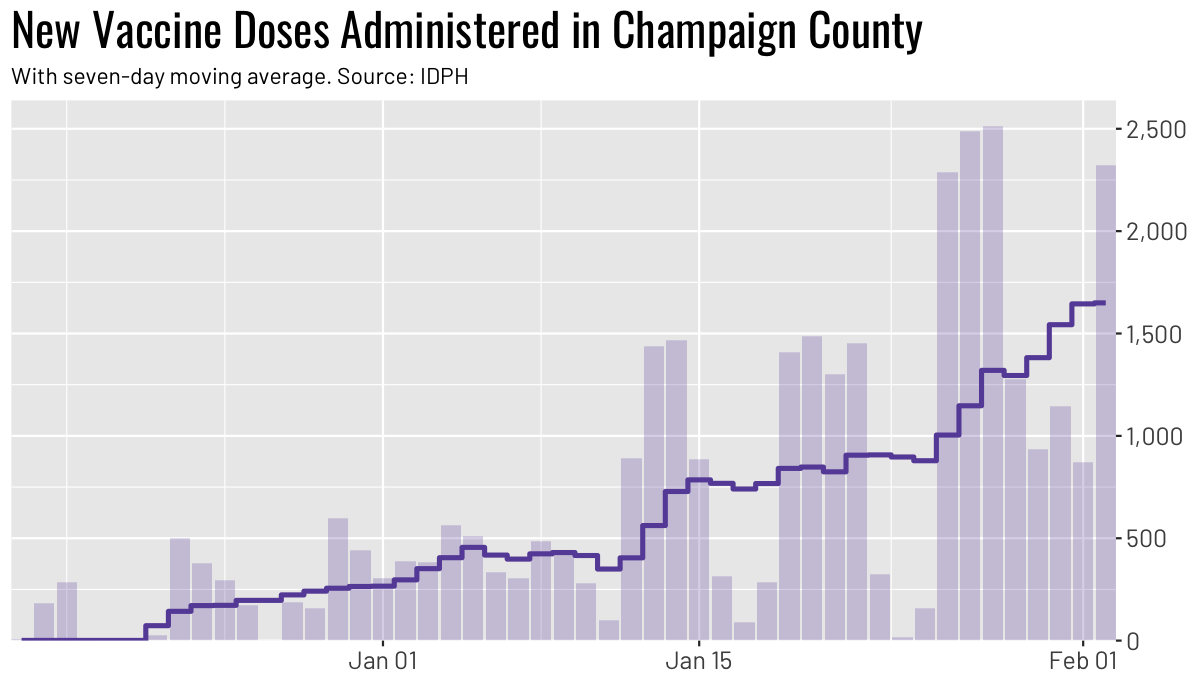 New Vaccine Doses Administered in Champaign County
With seven-day moving average. Source: IDPH
2,500
2,000
1,500
1,000
500
0
Jan 01
Jan 15
Feb 01